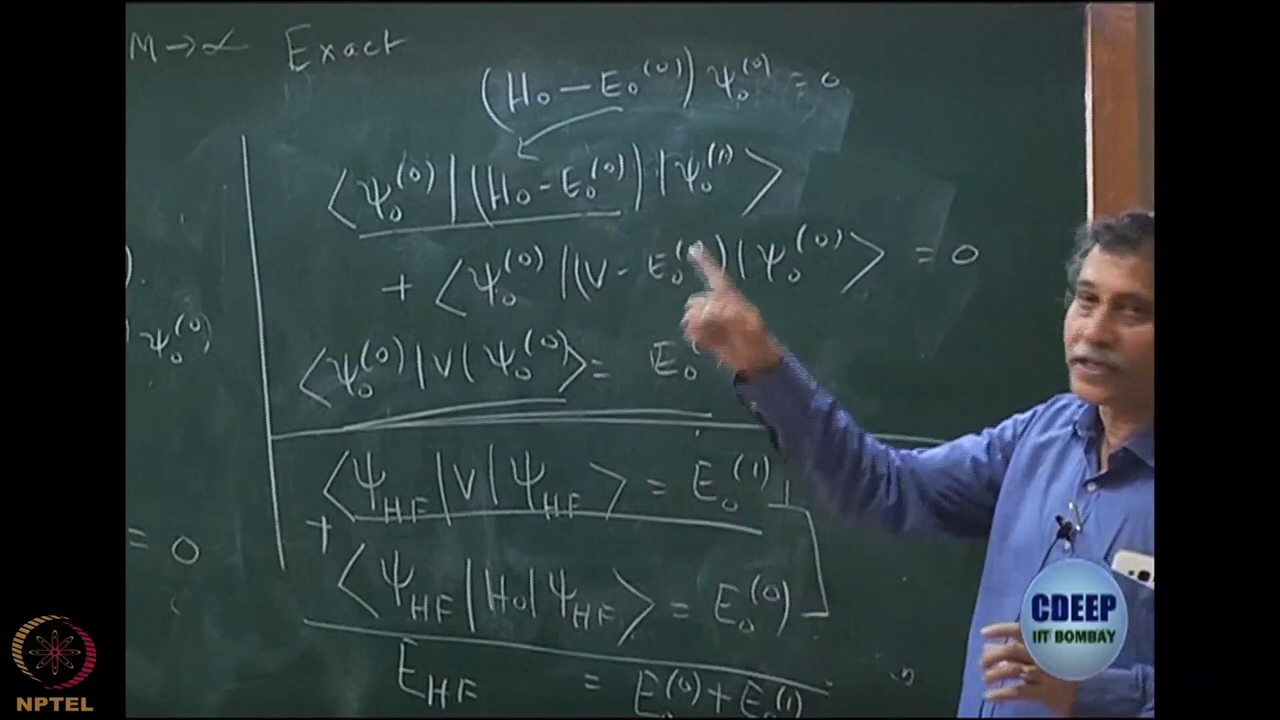 M → ∝ Exact
(H₀ - E₀⁽⁰⁾) ψ₀⁽⁰⁾ = 0
⟨ψ₀⁽⁰⁾|(H₀ - E₀⁽⁰⁾)|ψ₀⁽¹⁾⟩
+ ⟨ψ₀⁽⁰⁾|(V - E₀ )|ψ₀⁽⁰⁾⟩ = 0
ψ₀⁽⁰⁾
⟨ψ₀⁽⁰⁾|V|ψ₀⁽⁰⁾⟩ = E₀
⟨Ψ_HF|V|Ψ_HF⟩ = E₀⁽¹⁾
+
= 0
⟨Ψ_HF|H₀|Ψ_HF⟩ = E₀⁽⁰⁾
E_HF = E₀⁽⁰⁾ + E₀⁽¹⁾
CDEEP
IIT BOMBAY
NPTEL